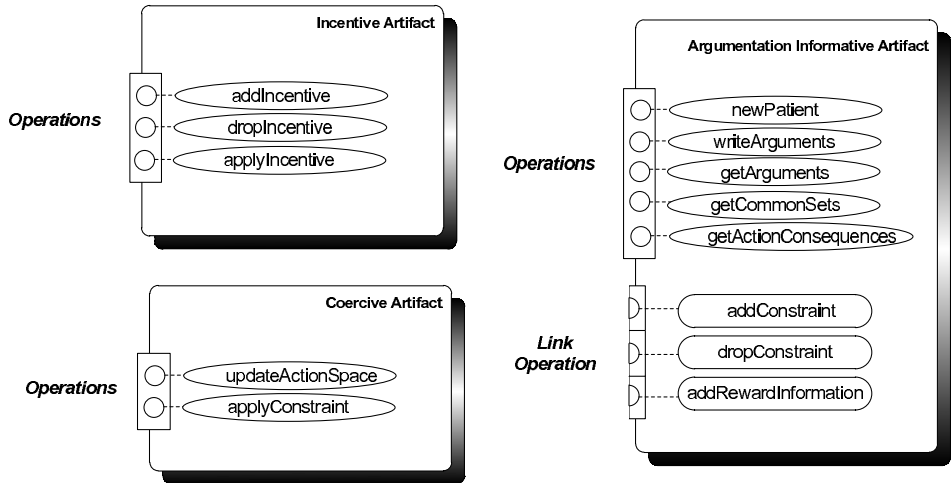 Incentive Artifact
Operations
addIncentive
dropIncentive
applyIncentive
Coercive Artifact
Operations
updateActionSpace
applyConstraint
Argumentation Informative Artifact
Operations
newPatient
writeArguments
getArguments
getCommonSets
getActionConsequences
Link
Operation
addConstraint
dropConstraint
addRewardInformation